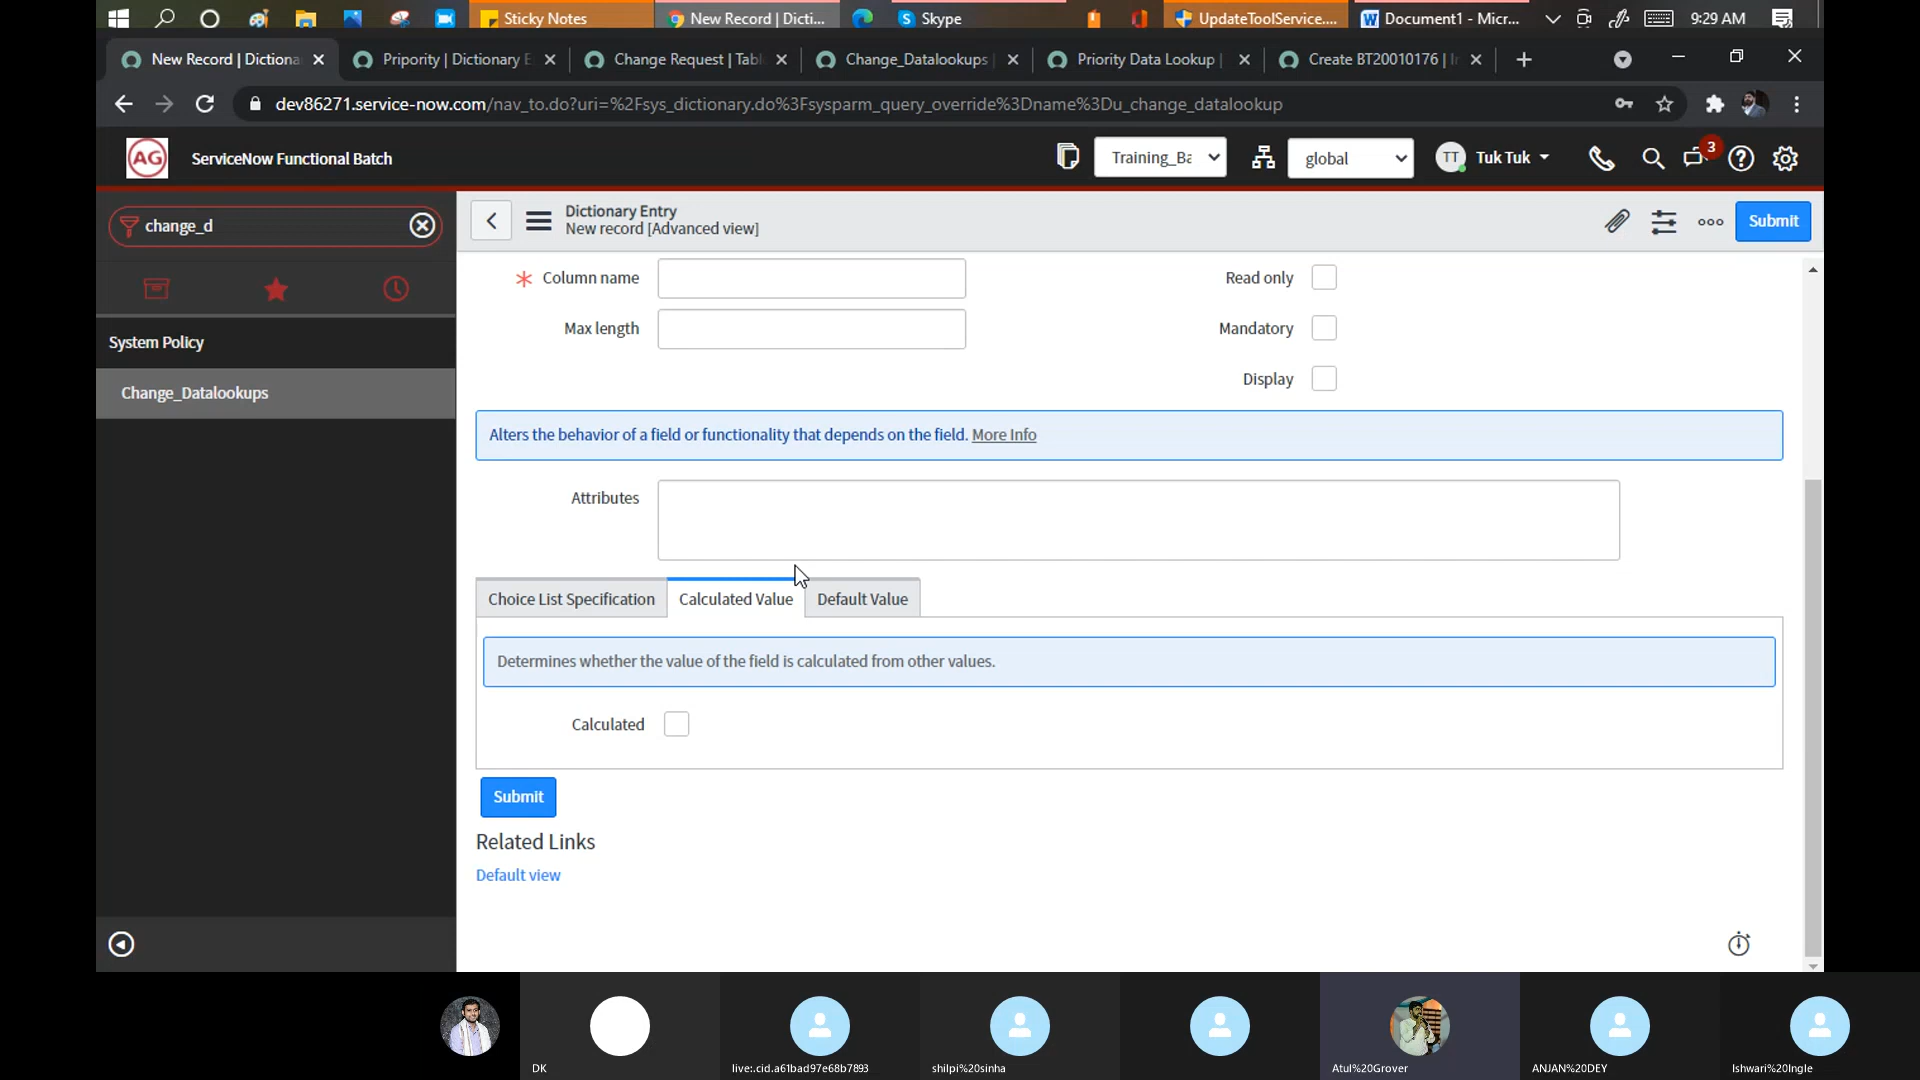 Sticky Notes
New Record | Dicti...
Skype
UpdateToolService....
Document1 - Micr...
9:29 AM
New Record | Dictiona
Pripority | Dictionary E
Change Request | Tabl
Change_Datalookups |
Priority Data Lookup |
Create BT20010176 | In
dev86271.service-now.com/nav_to.do?uri=%2Fsys_dictionary.do%3Fsysparm_query_override%3Dname%3Du_change_datalookup
AG
ServiceNow Functional Batch
Training_Ba
global
TT
Tuk Tuk
3
change_d
Dictionary Entry
New record [Advanced view]
Submit
System Policy
Change_Datalookups
Column name
Read only
Max length
Mandatory
Display
Alters the behavior of a field or functionality that depends on the field. More Info
Attributes
Choice List Specification
Calculated Value
Default Value
Determines whether the value of the field is calculated from other values.
Calculated
Submit
Related Links
Default view
DK
live:.cid.a61bad97e68b7893
shilpi%20sinha
Atul%20Grover
ANJAN%20DEY
Ishwari%20Ingle